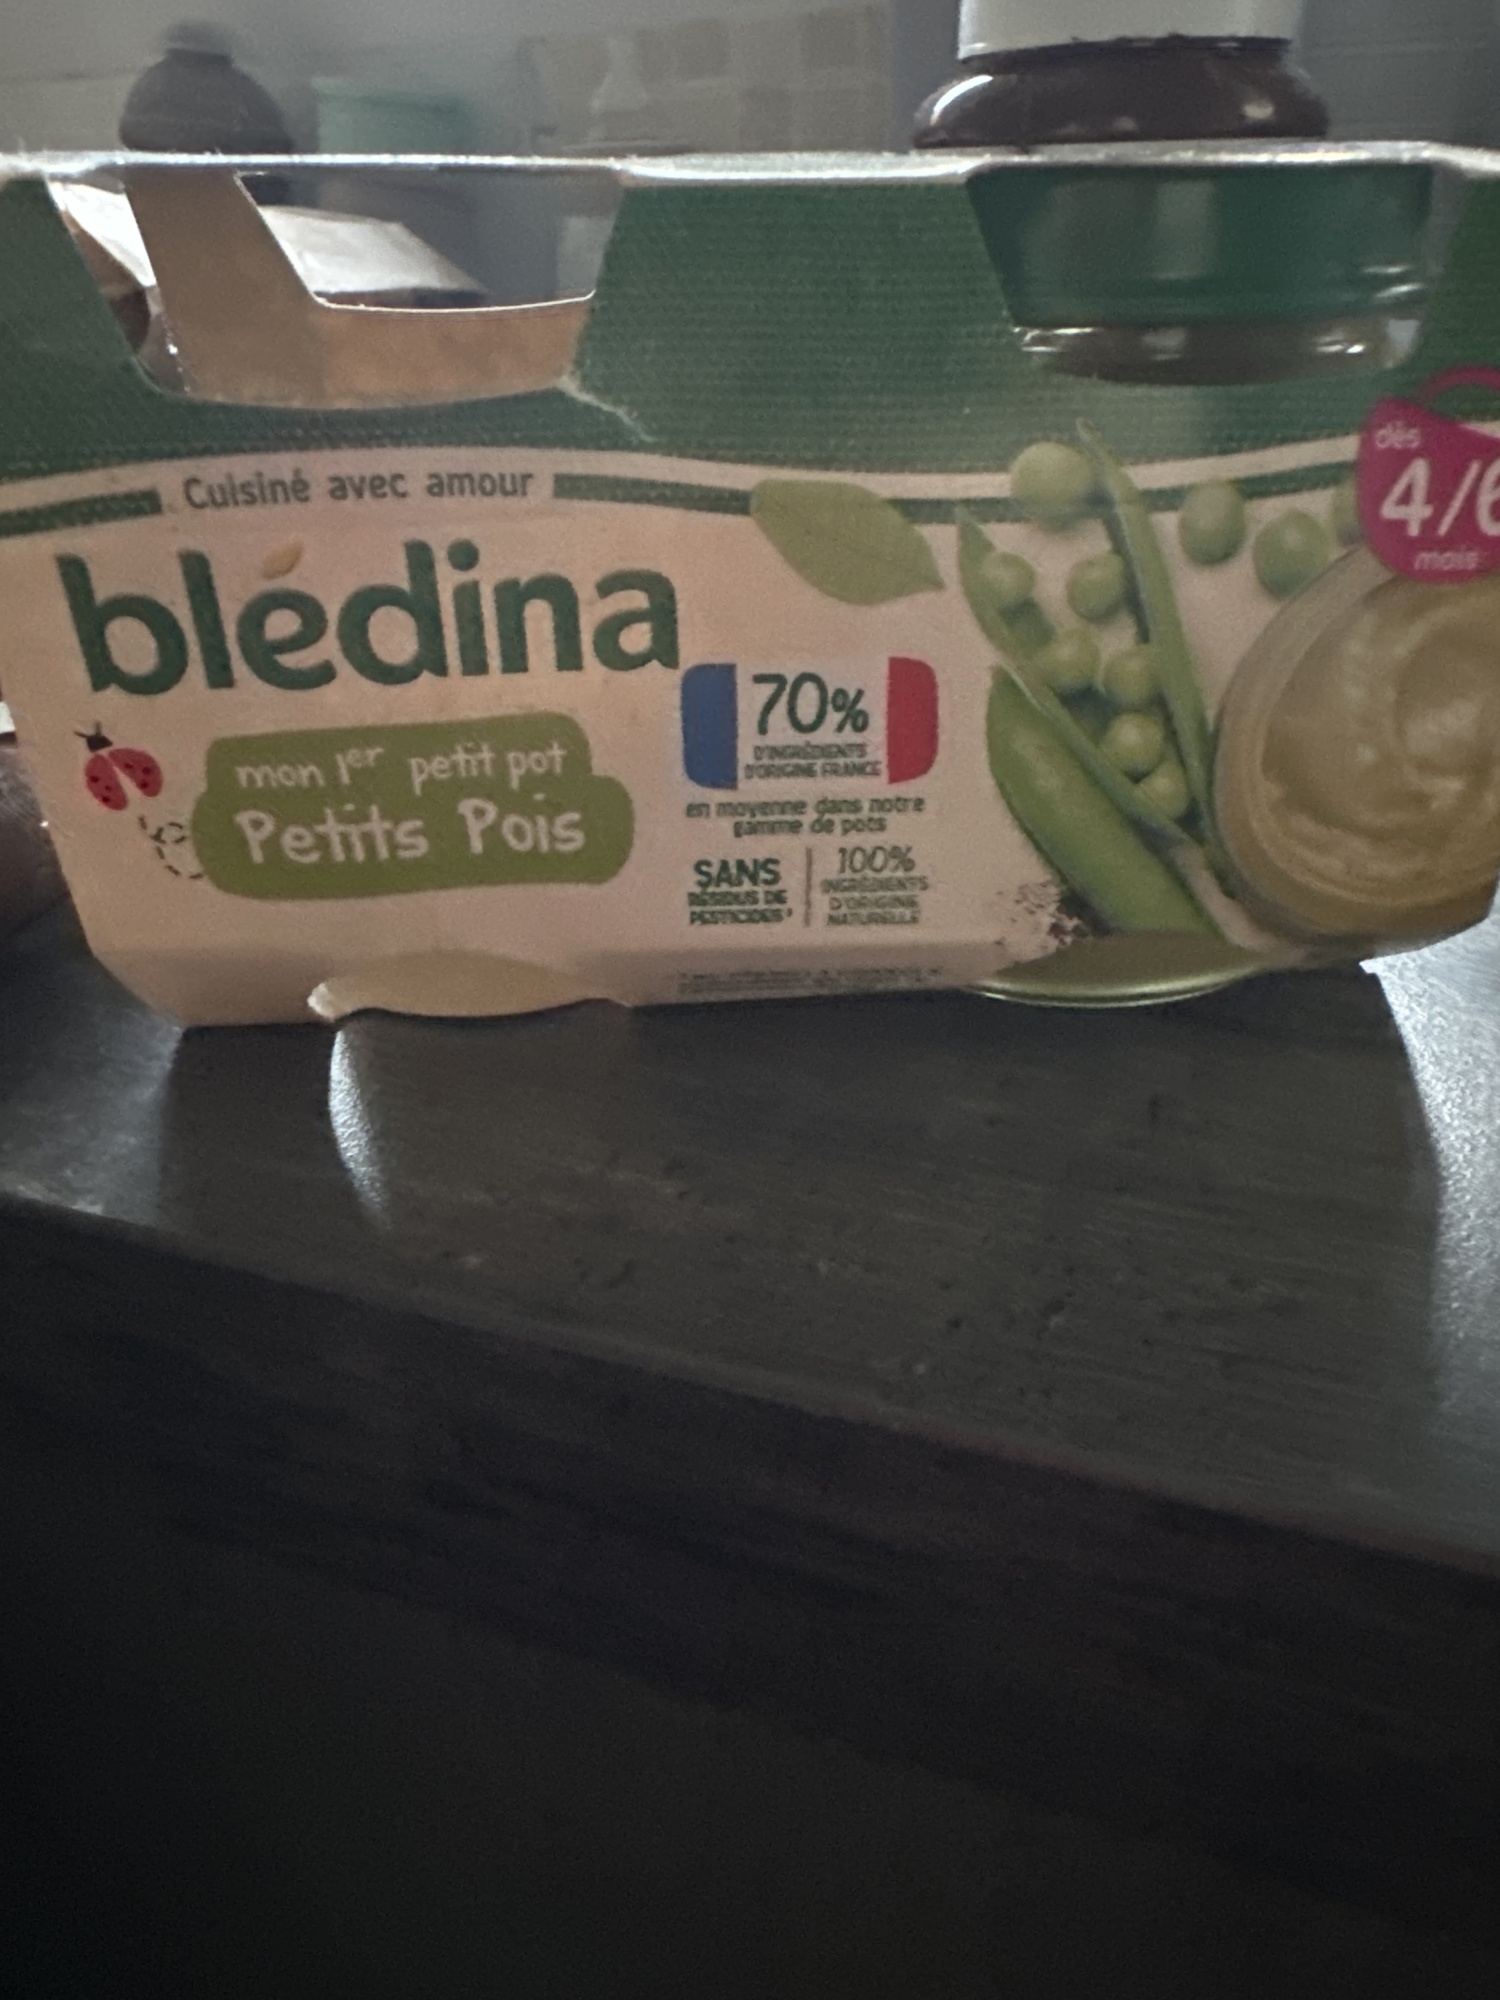 Cuisiné avec amour
blédina
dès
4/6
mois
mon 1er petit pot
Petits Pois
70%
D'INGRÉDIENTS
D'ORIGINE FRANCE
en moyenne dans notre
gamme de pots
SANS
RÉSIDUS DE
PESTICIDES
100%
INGRÉDIENTS
D'ORIGINE
NATURELLE